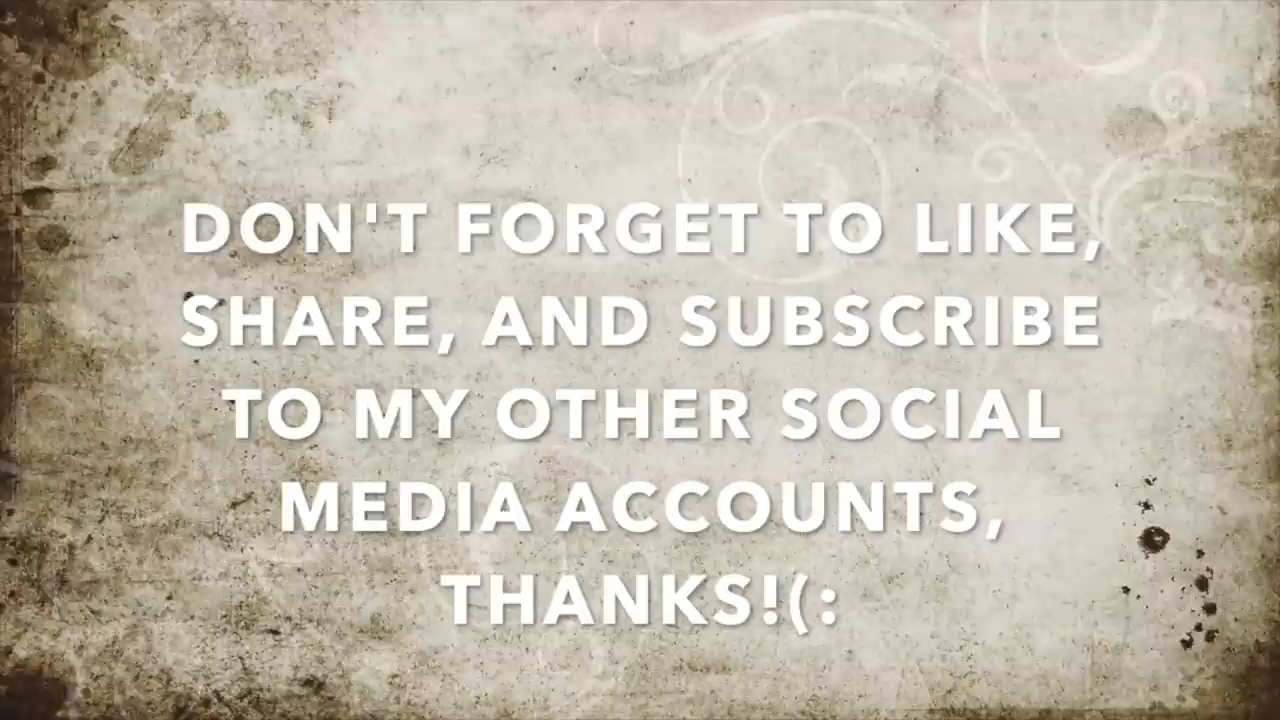 DON'T FORGET TO LIKE,
SHARE, AND SUBSCRIBE
TO MY OTHER SOCIAL
MEDIA ACCOUNTS,
THANKS!(: